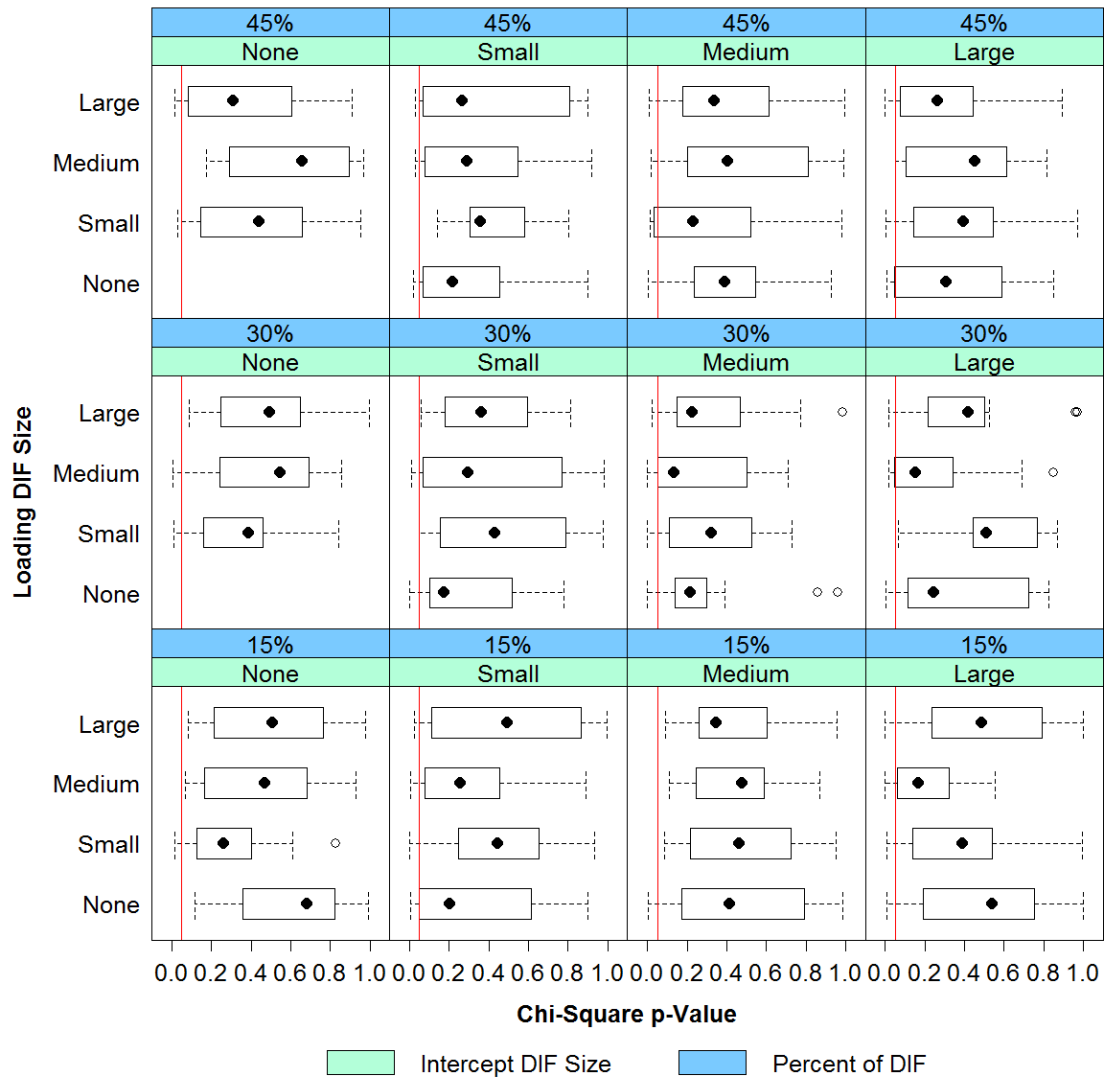 45% 45% 45% 45%
None Small Medium Large
Large
Medium
Small
None
30% 30% 30% 30%
None Small Medium Large
Large
Medium
Small
None
15% 15% 15% 15%
None Small Medium Large
Large
Medium
Small
None
Loading DIF Size
0.0 0.2 0.4 0.6 0.8 1.0 0.0 0.2 0.4 0.6 0.8 1.0 0.0 0.2 0.4 0.6 0.8 1.0 0.0 0.2 0.4 0.6 0.8 1.0
Chi-Square p-Value
Intercept DIF Size Percent of DIF